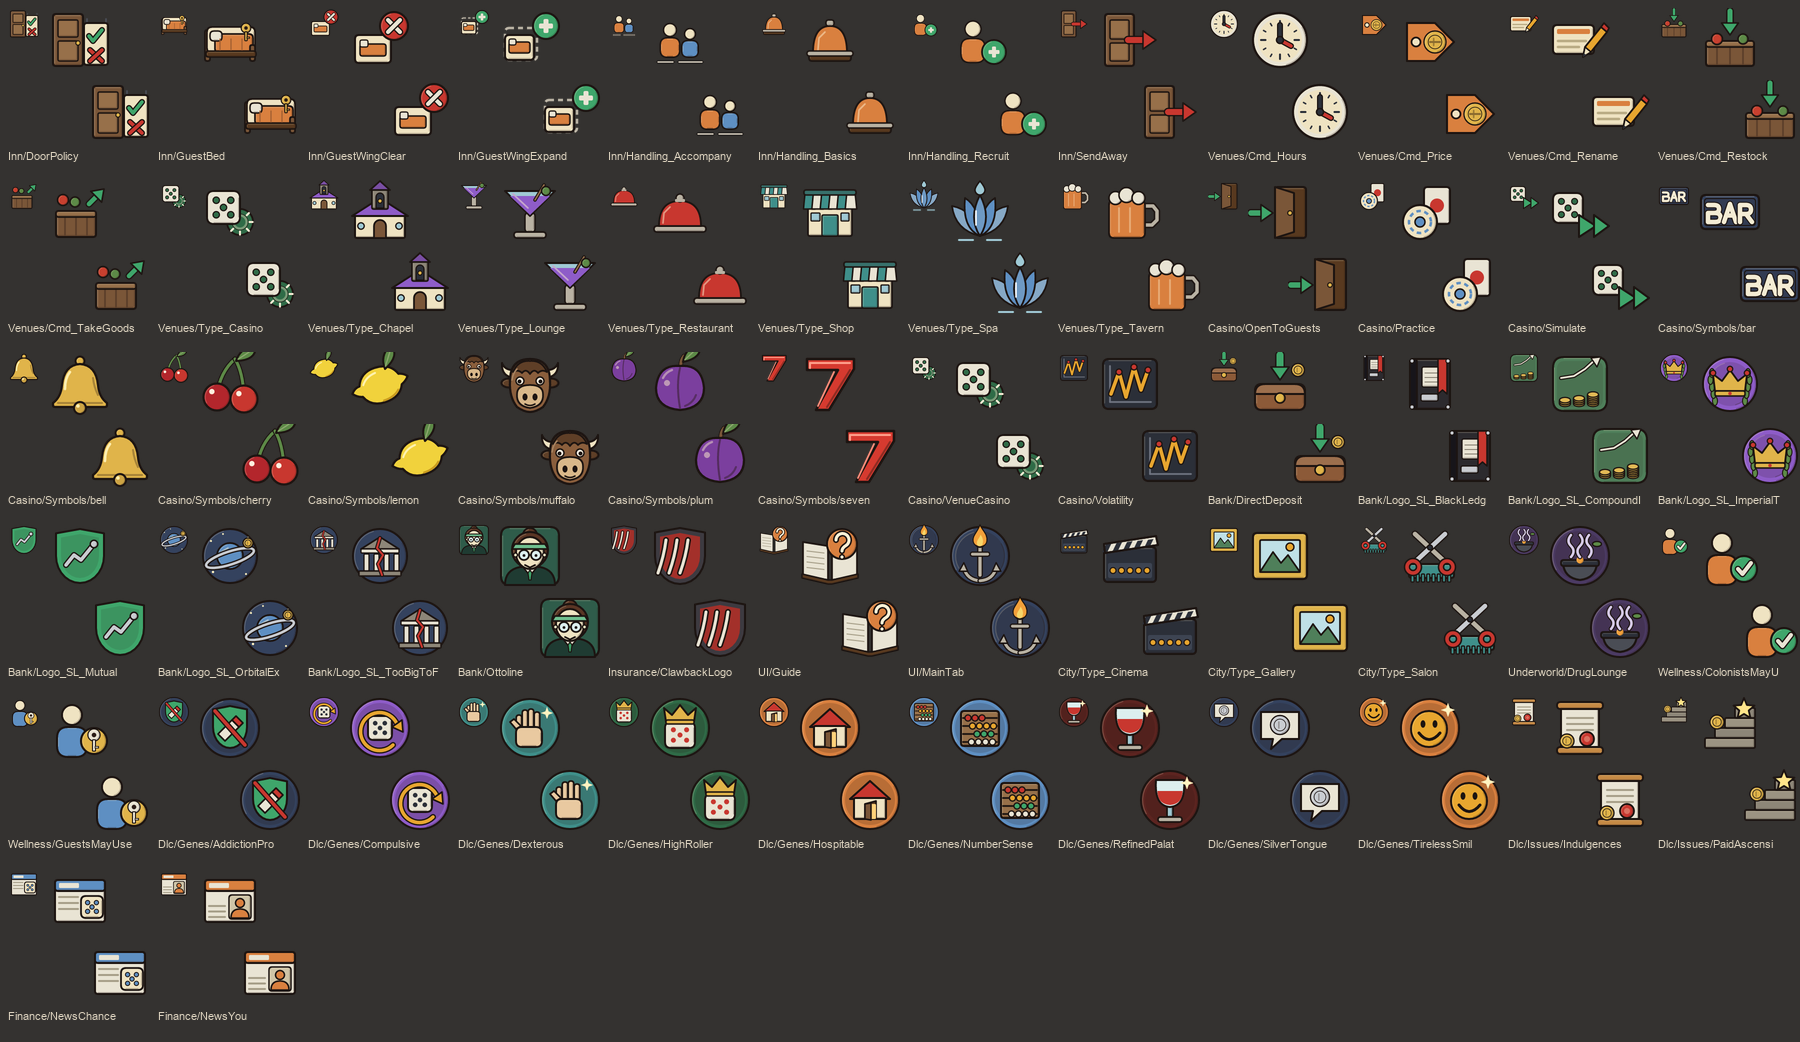 Inn/DoorPolicy
Inn/GuestBed
Inn/GuestWingClear
Inn/GuestWingExpand
Inn/Handling_Accompany
Inn/Handling_Basics
Inn/Handling_Recruit
Inn/SendAway
Venues/Cmd_Hours
Venues/Cmd_Price
Venues/Cmd_Rename
Venues/Cmd_Restock
BAR
BAR
BAR
Venues/Cmd_TakeGoods
Venues/Type_Casino
Venues/Type_Chapel
Venues/Type_Lounge
Venues/Type_Restaurant
Venues/Type_Shop
Venues/Type_Spa
Venues/Type_Tavern
Casino/OpenToGuests
Casino/Practice
Casino/Simulate
Casino/Symbols/bar
7
7
7
Casino/Symbols/bell
Casino/Symbols/cherry
Casino/Symbols/lemon
Casino/Symbols/muffalo
Casino/Symbols/plum
Casino/Symbols/seven
Casino/VenueCasino
Casino/Volatility
Bank/DirectDeposit
Bank/Logo_SL_BlackLedg
Bank/Logo_SL_CompoundI
Bank/Logo_SL_ImperialT
?
?
?
Bank/Logo_SL_Mutual
Bank/Logo_SL_OrbitalEx
Bank/Logo_SL_TooBigToF
Bank/Ottoline
Insurance/ClawbackLogo
UI/Guide
UI/MainTab
City/Type_Cinema
City/Type_Gallery
City/Type_Salon
Underworld/DrugLounge
Wellness/ColonistsMayU
Wellness/GuestsMayUse
Dlc/Genes/AddictionPro
Dlc/Genes/Compulsive
Dlc/Genes/Dexterous
Dlc/Genes/HighRoller
Dlc/Genes/Hospitable
Dlc/Genes/NumberSense
Dlc/Genes/RefinedPalat
Dlc/Genes/SilverTongue
Dlc/Genes/TirelessSmil
Dlc/Issues/Indulgences
Dlc/Issues/PaidAscensi
Finance/NewsChance
Finance/NewsYou